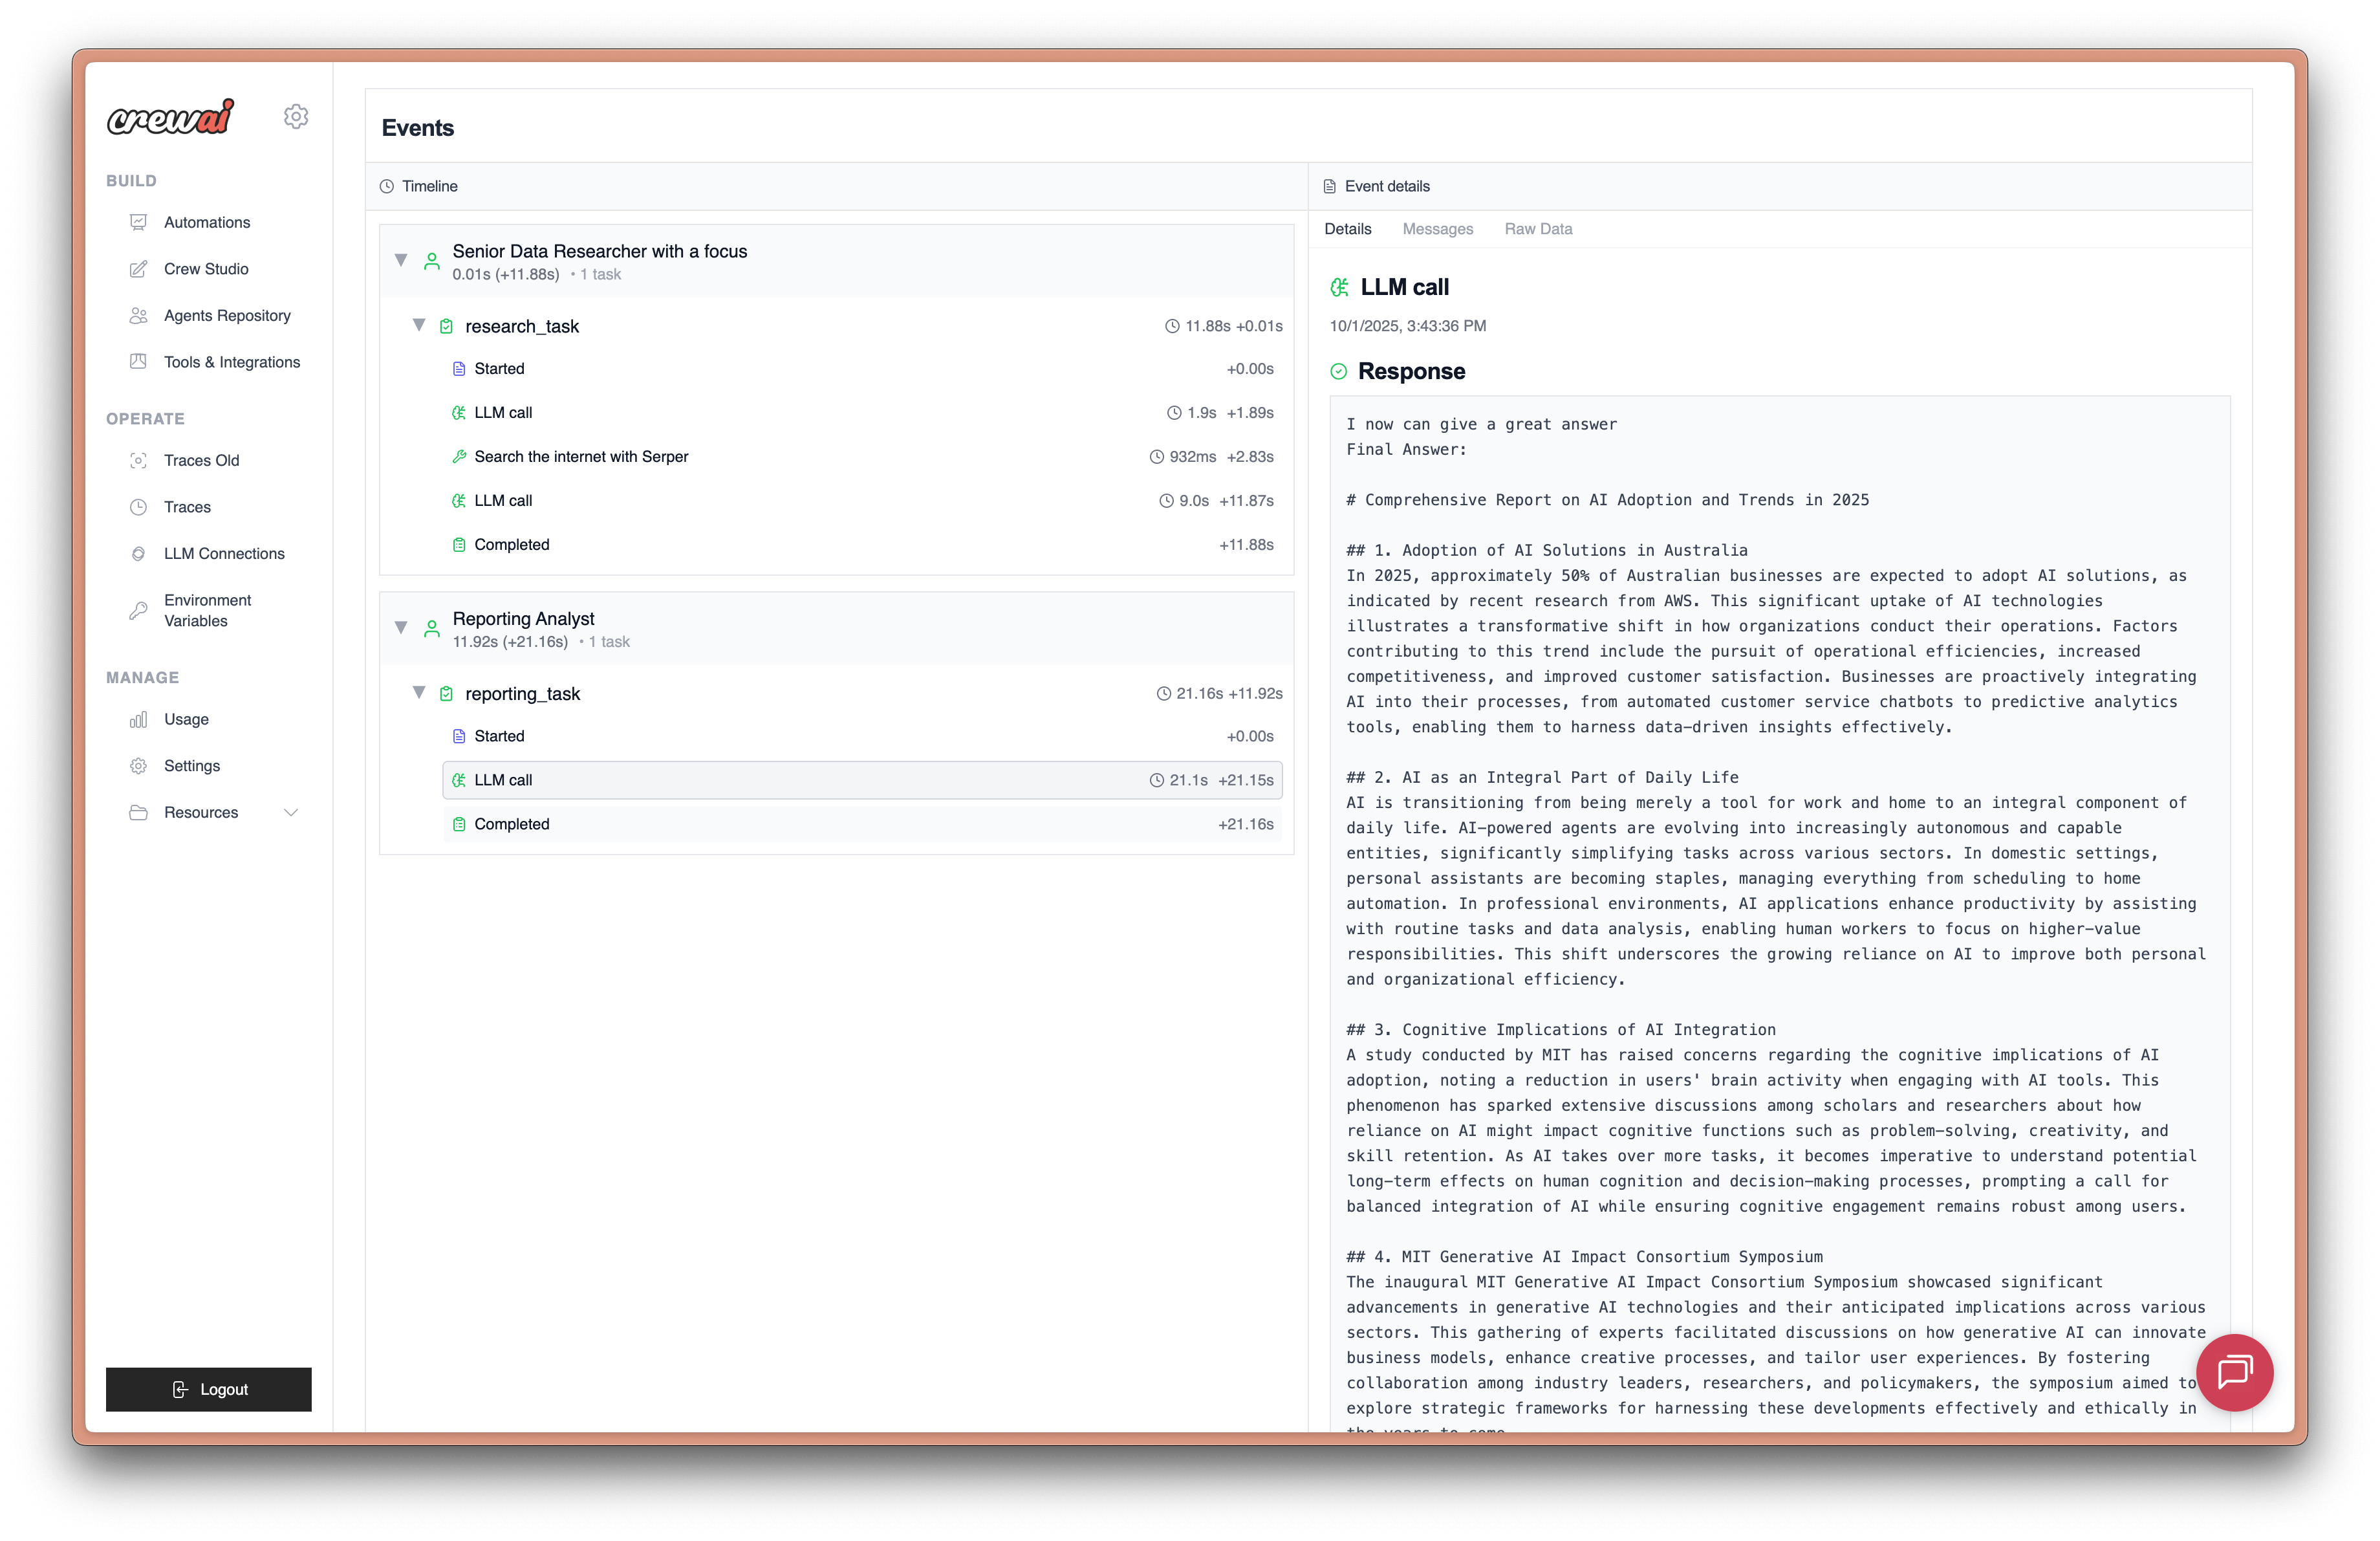 crewai
BUILD
Automations
Crew Studio
Agents Repository
Tools & Integrations
OPERATE
Traces Old
Traces
LLM Connections
Environment
Variables
MANAGE
Usage
Settings
Resources
Logout
Events
Timeline
Senior Data Researcher with a focus
0.01s (+11.88s) • 1 task
research_task 11.88s +0.01s
Started +0.00s
LLM call 1.9s +1.89s
Search the internet with Serper 932ms +2.83s
LLM call 9.0s +11.87s
Completed +11.88s
Reporting Analyst
11.92s (+21.16s) • 1 task
reporting_task 21.16s +11.92s
Started +0.00s
LLM call 21.1s +21.15s
Completed +21.16s
Event details
Details Messages Raw Data
LLM call
10/1/2025, 3:43:36 PM
Response
I now can give a great answer
Final Answer:
# Comprehensive Report on AI Adoption and Trends in 2025
## 1. Adoption of AI Solutions in Australia
In 2025, approximately 50% of Australian businesses are expected to adopt AI solutions, as
indicated by recent research from AWS. This significant uptake of AI technologies
illustrates a transformative shift in how organizations conduct their operations. Factors
contributing to this trend include the pursuit of operational efficiencies, increased
competitiveness, and improved customer satisfaction. Businesses are proactively integrating
AI into their processes, from automated customer service chatbots to predictive analytics
tools, enabling them to harness data-driven insights effectively.
## 2. AI as an Integral Part of Daily Life
AI is transitioning from being merely a tool for work and home to an integral component of
daily life. AI-powered agents are evolving into increasingly autonomous and capable
entities, significantly simplifying tasks across various sectors. In domestic settings,
personal assistants are becoming staples, managing everything from scheduling to home
automation. In professional environments, AI applications enhance productivity by assisting
with routine tasks and data analysis, enabling human workers to focus on higher-value
responsibilities. This shift underscores the growing reliance on AI to improve both personal
and organizational efficiency.
## 3. Cognitive Implications of AI Integration
A study conducted by MIT has raised concerns regarding the cognitive implications of AI
adoption, noting a reduction in users' brain activity when engaging with AI tools. This
phenomenon has sparked extensive discussions among scholars and researchers about how
reliance on AI might impact cognitive functions such as problem-solving, creativity, and
skill retention. As AI takes over more tasks, it becomes imperative to understand potential
long-term effects on human cognition and decision-making processes, prompting a call for
balanced integration of AI while ensuring cognitive engagement remains robust among users.
## 4. MIT Generative AI Impact Consortium Symposium
The inaugural MIT Generative AI Impact Consortium Symposium showcased significant
advancements in generative AI technologies and their anticipated implications across various
sectors. This gathering of experts facilitated discussions on how generative AI can innovate
business models, enhance creative processes, and tailor user experiences. By fostering
collaboration among industry leaders, researchers, and policymakers, the symposium aimed to
explore strategic frameworks for harnessing these developments effectively and ethically in
the years to come